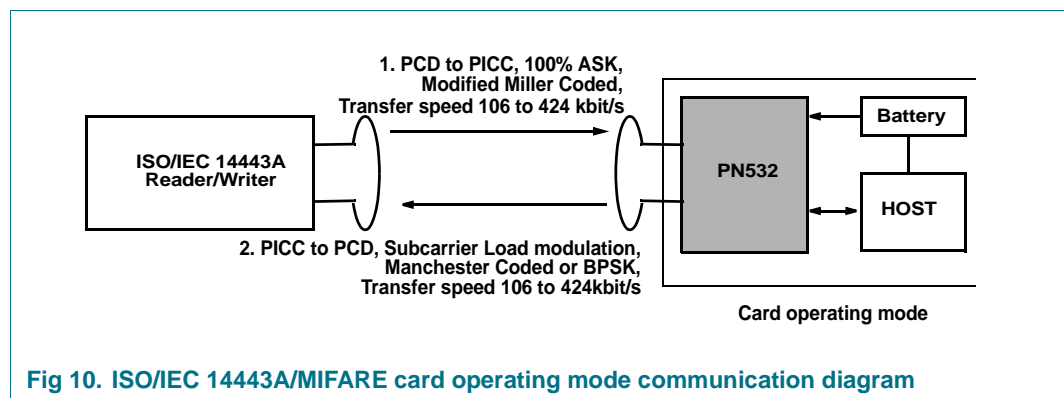 1. PCD to PICC, 100% ASK,
Modified Miller Coded,
Transfer speed 106 to 424 kbit/s
Battery
ISO/IEC 14443A
Reader/Writer
PN532
HOST
2. PICC to PCD, Subcarrier Load modulation,
Manchester Coded or BPSK,
Transfer speed 106 to 424kbit/s
Card operating mode
Fig 10. ISO/IEC 14443A/MIFARE card operating mode communication diagram